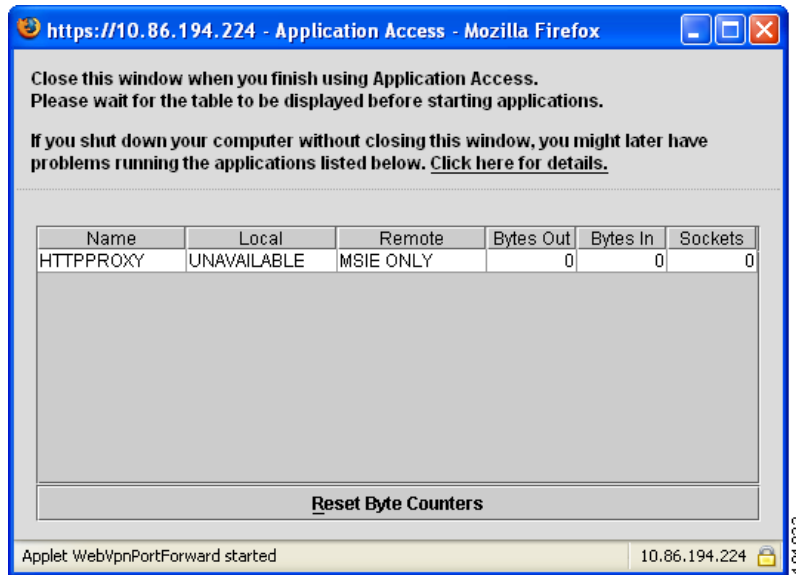 https://10.86.194.224 - Application Access - Mozilla Firefox
Close this window when you finish using Application Access.
Please wait for the table to be displayed before starting applications.
If you shut down your computer without closing this window, you might later have
problems running the applications listed below. Click here for details.
Name Local Remote Bytes Out Bytes In Sockets
HTTPPROXY UNAVAILABLE MSIE ONLY 0 0 0
Reset Byte Counters
Applet WebVpnPortForward started 10.86.194.224